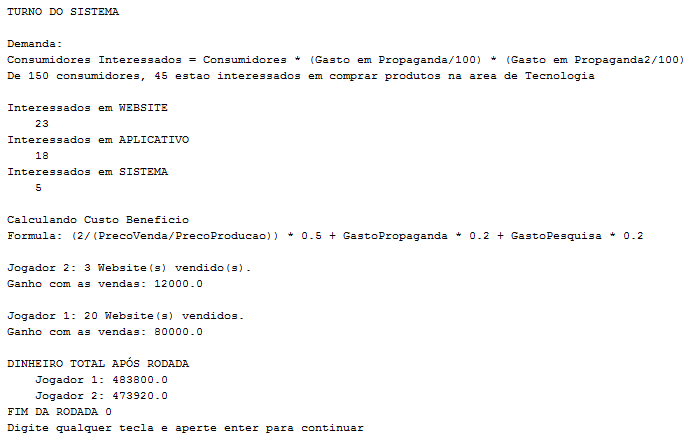 TURNO DO SISTEMA
Demanda:
Consumidores Interessados = Consumidores * (Gasto em Propaganda/100) * (Gasto em Propaganda2/100)
De 150 consumidores, 45 estao interessados em comprar produtos na area de Tecnologia
Interessados em WEBSITE
23
Interessados em APLICATIVO
18
Interessados em SISTEMA
5
Calculando Custo Beneficio
Formula: (2/(PrecoVenda/PrecoProducao)) * 0.5 + GastoPropaganda * 0.2 + GastoPesquisa * 0.2
Jogador 2: 3 Website(s) vendido(s).
Ganho com as vendas: 12000.0
Jogador 1: 20 Website(s) vendidos.
Ganho com as vendas: 80000.0
DINHEIRO TOTAL APÓS RODADA
Jogador 1: 483800.0
Jogador 2: 473920.0
FIM DA RODADA 0
Digite qualquer tecla e aperte enter para continuar